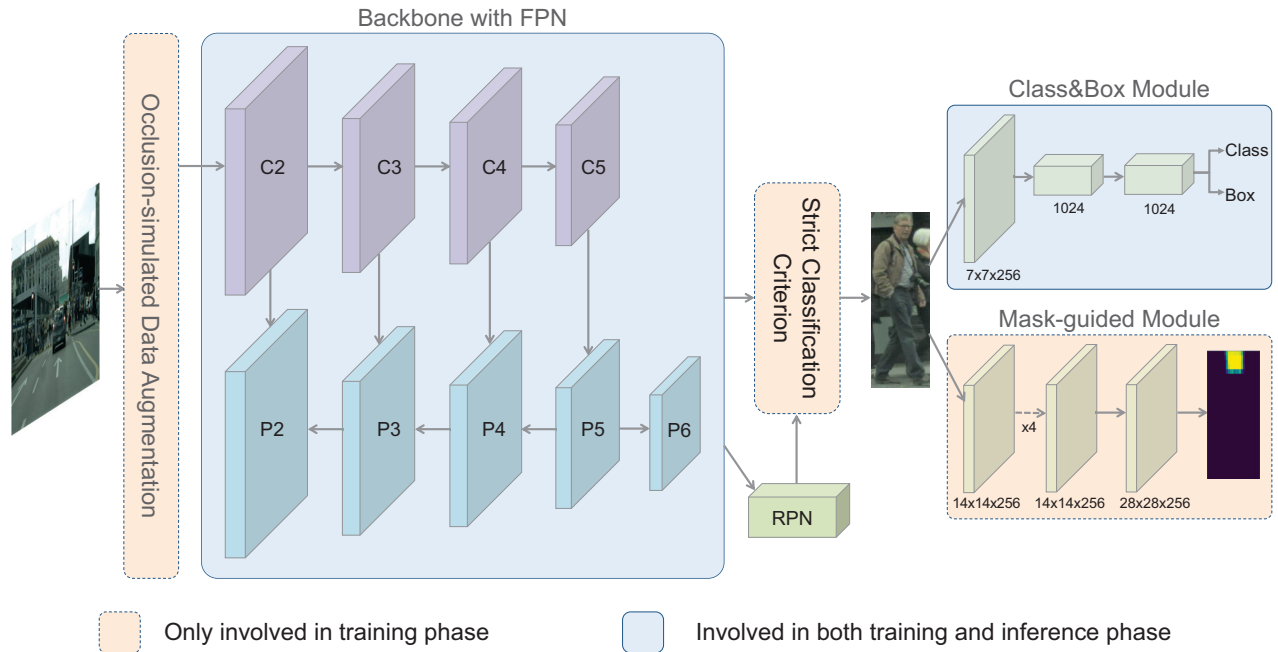 Backbone with FPN
Occlusion-simulated Data Augmentation
C2
C3
C4
C5
P2
P3
P4
P5
P6
RPN
Strict Classification
Criterion
Class&Box Module
7x7x256
1024
1024
Class
Box
Mask-guided Module
x4
14x14x256
14x14x256
28x28x256
Only involved in training phase
Involved in both training and inference phase